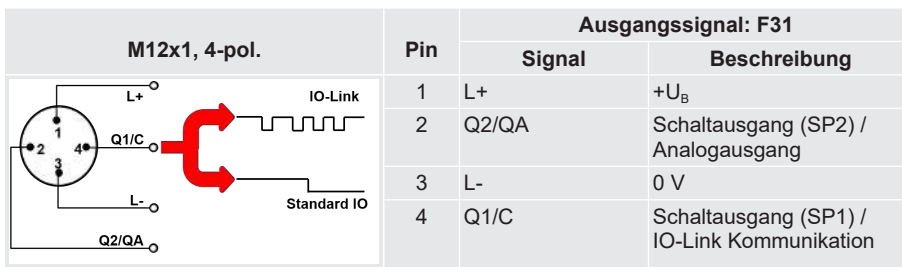 M12x1, 4-pol.
Pin
Ausgangssignal: F31
Signal
Beschreibung
L+
IO-Link
1
2
4
3
Q1/C
L-
Standard IO
Q2/QA
1 L+ +U_B
2 Q2/QA Schaltausgang (SP2) /
Analogausgang
3 L- 0 V
4 Q1/C Schaltausgang (SP1) /
IO-Link Kommunikation